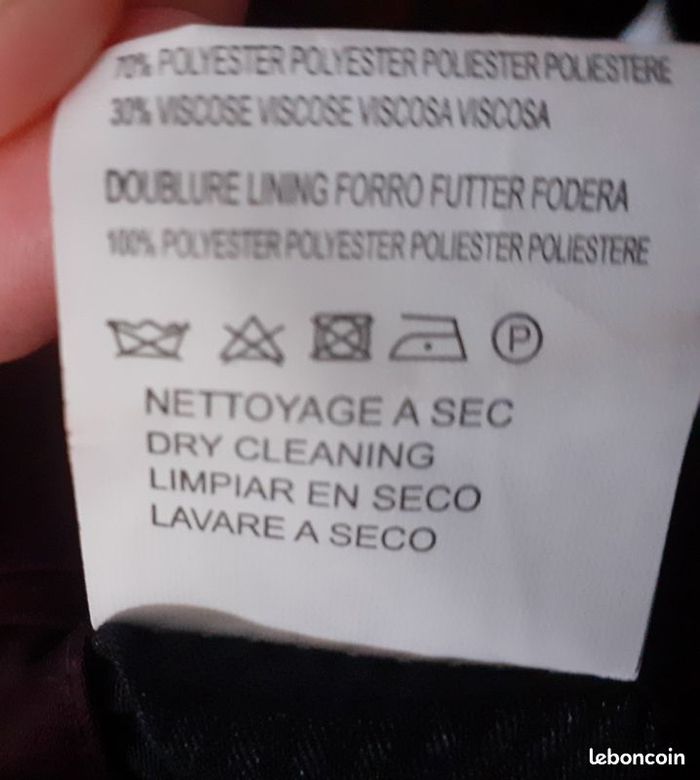 70% POLYESTER POLYESTER POLIESTER POLIESTERE
30% VISCOSE VISCOSE VISCOSA VISCOSA
DOUBLURE LINING FORRO FUTTER FODERA
100% POLYESTER POLYESTER POLIESTER POLIESTERE
P
NETTOYAGE A SEC
DRY CLEANING
LIMPIAR EN SECO
LAVARE A SECO
leboncoin